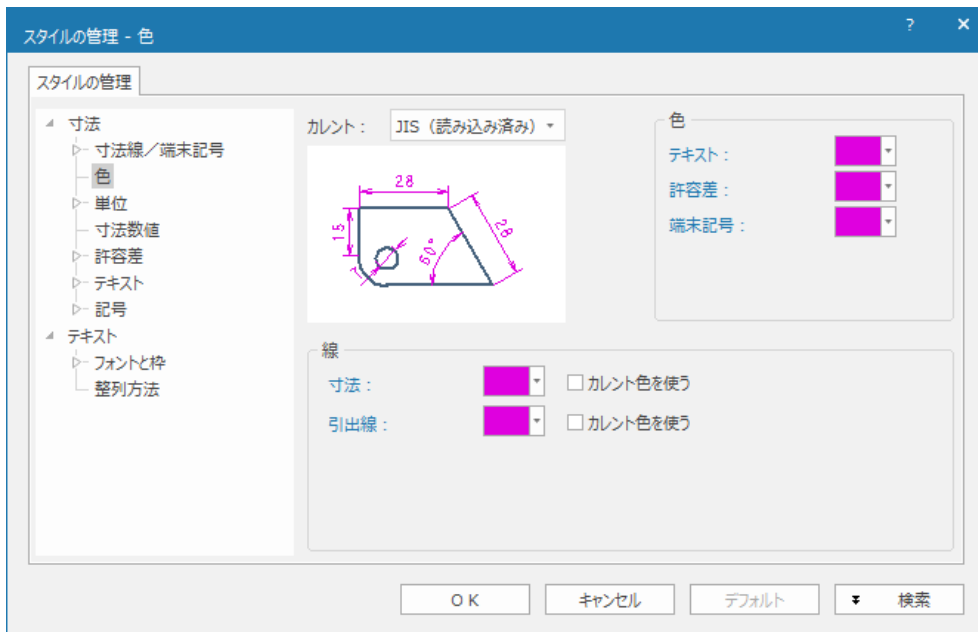 スタイルの管理 - 色
?
×
スタイルの管理
寸法
寸法線／端末記号
色
単位
寸法数値
許容差
テキスト
記号
テキスト
フォントと枠
整列方法
カレント：
JIS（読み込み済み）
28
15
7
60°
28
色
テキスト：
許容差：
端末記号：
線
寸法：
カレント色を使う
引出線：
カレント色を使う
ＯＫ
キャンセル
デフォルト
検索